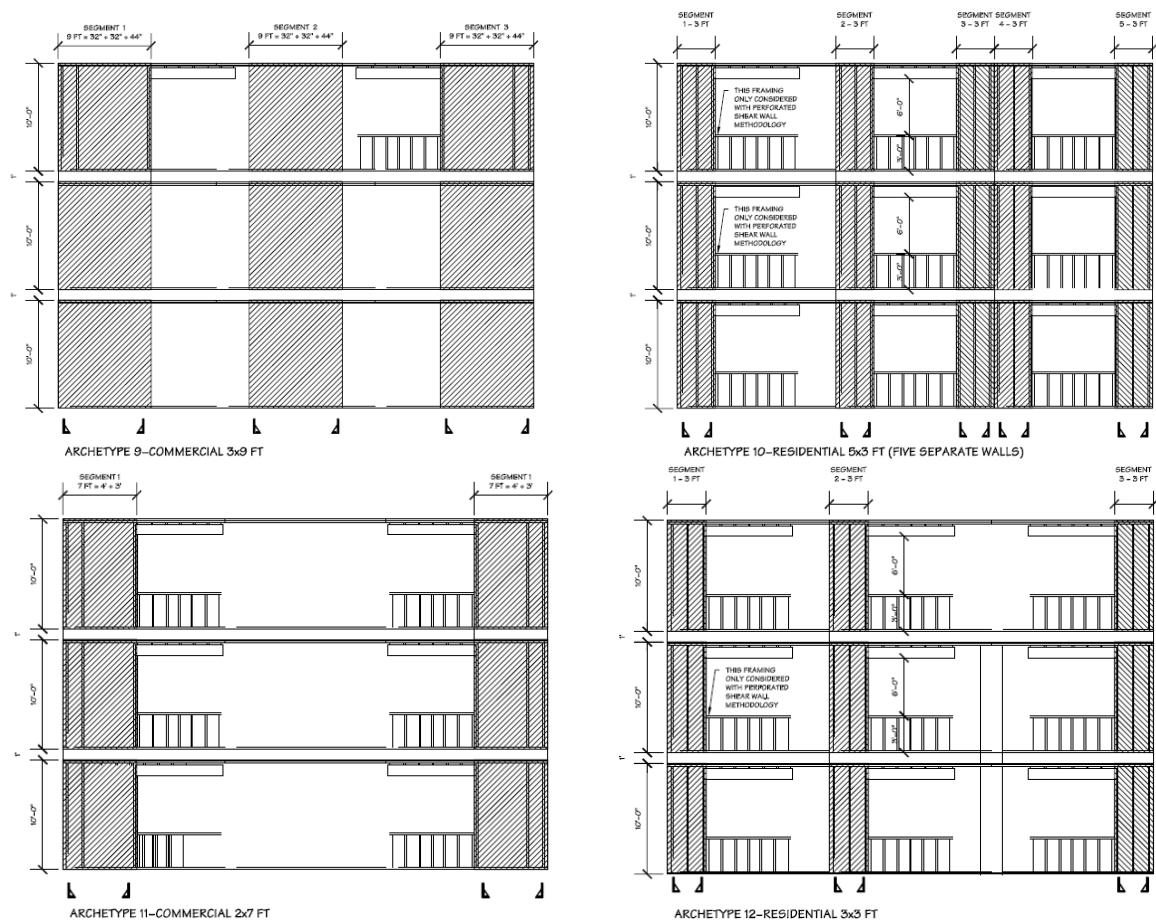 SEGMENT 1
9 FT = 32" + 32" + 44"
SEGMENT 2
9 FT = 32" + 32" + 44"
SEGMENT 3
9 FT = 32" + 32" + 44"
10'-0"
1'
10'-0"
1'
10'-0"
ARCHETYPE 9-COMMERCIAL 3x9 FT
SEGMENT
1 - 3 FT
SEGMENT
2 - 3 FT
SEGMENT
3 - 3 FT
SEGMENT
4 - 3 FT
SEGMENT
5 - 3 FT
10'-0"
1'
10'-0"
1'
10'-0"
THIS FRAMING
ONLY CONSIDERED
WITH PERFORATED
SHEAR WALL
METHODOLOGY
6'-0"
3'-0"
THIS FRAMING
ONLY CONSIDERED
WITH PERFORATED
SHEAR WALL
METHODOLOGY
6'-0"
3'-0"
ARCHETYPE 10-RESIDENTIAL 5x3 FT (FIVE SEPARATE WALLS)
SEGMENT 1
7 FT = 4' + 3'
SEGMENT 1
7 FT = 4' + 3'
10'-0"
1'
10'-0"
1'
10'-0"
ARCHETYPE 11-COMMERCIAL 2x7 FT
SEGMENT
1 - 3 FT
SEGMENT
2 - 3 FT
SEGMENT
3 - 3 FT
10'-0"
1'
10'-0"
1'
10'-0"
6'-0"
3'-0"
THIS FRAMING
ONLY CONSIDERED
WITH PERFORATED
SHEAR WALL
METHODOLOGY
6'-0"
3'-0"
ARCHETYPE 12-RESIDENTIAL 3x3 FT